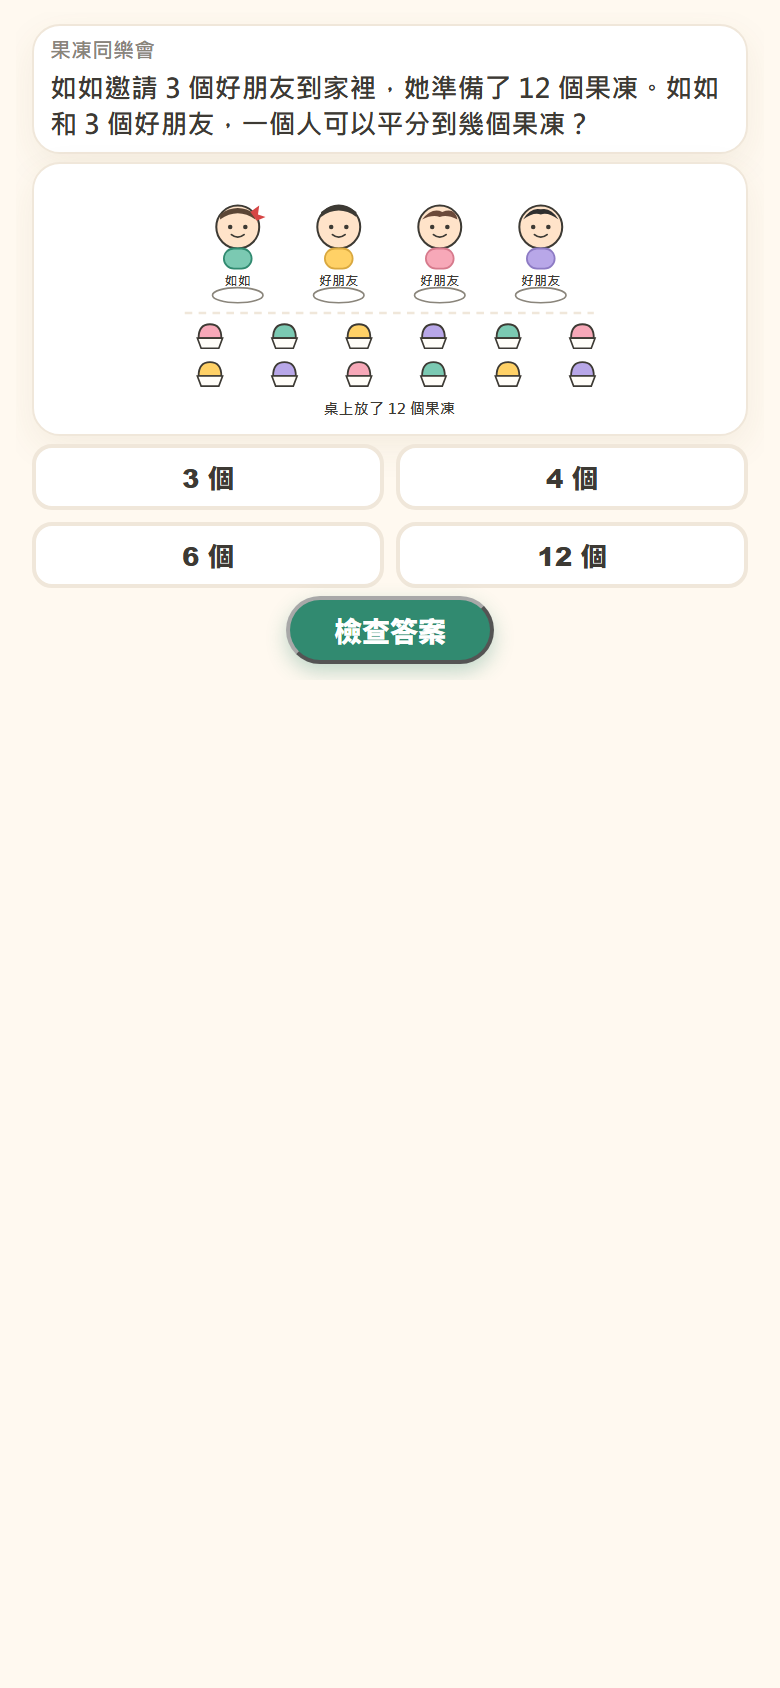 果凍同樂會
如如邀請 3 個好朋友到家裡，她準備了 12 個果凍。如如
和 3 個好朋友，一個人可以平分到幾個果凍？
如如 好朋友 好朋友 好朋友
桌上放了 12 個果凍
3 個 4 個
6 個 12 個
檢查答案